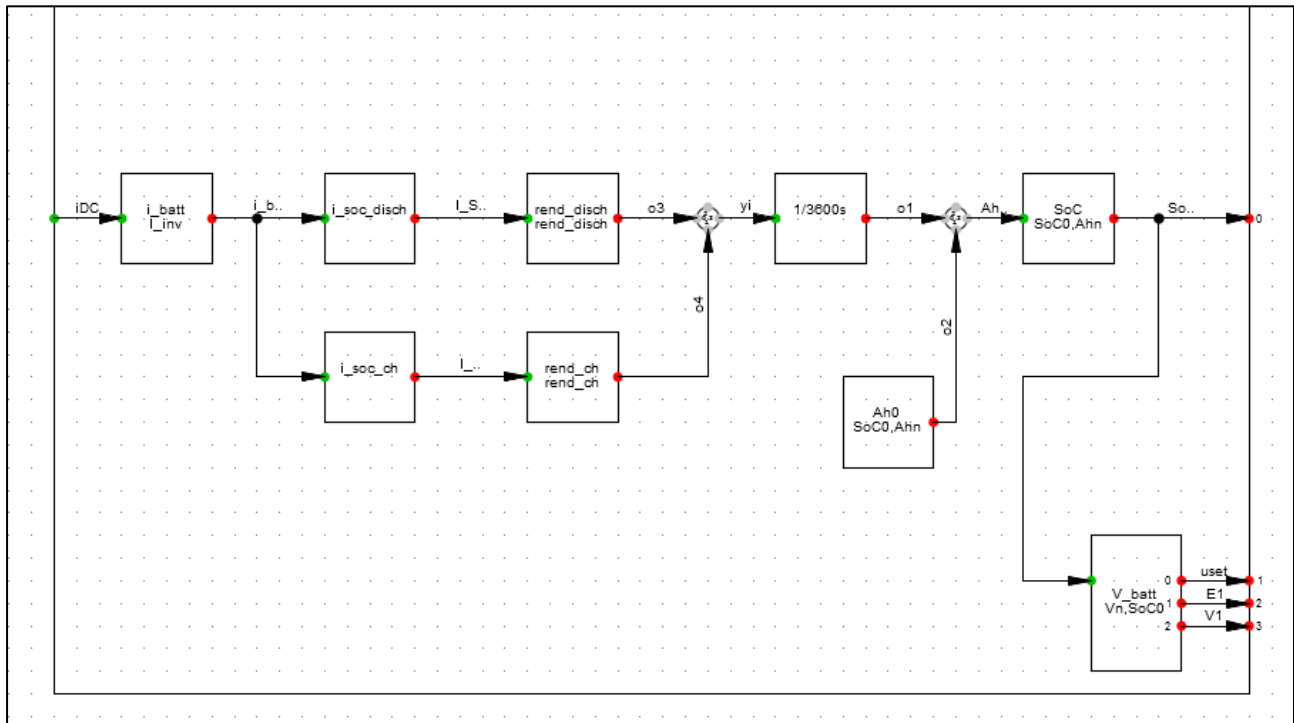 iDC
i_batt
I_inv
i_b..
i_soc_disch
I_S..
rend_disch
rend_disch
o3
yi
1/3600s
o1
Ah..
SoC
SoC0,Ahn
So..
0
o4
o2
i_soc_ch
I_..
rend_ch
rend_ch
Ah0
SoC0,Ahn
V_batt
Vn,SoC0
0
uset
1
1
E1
2
2
V1
3